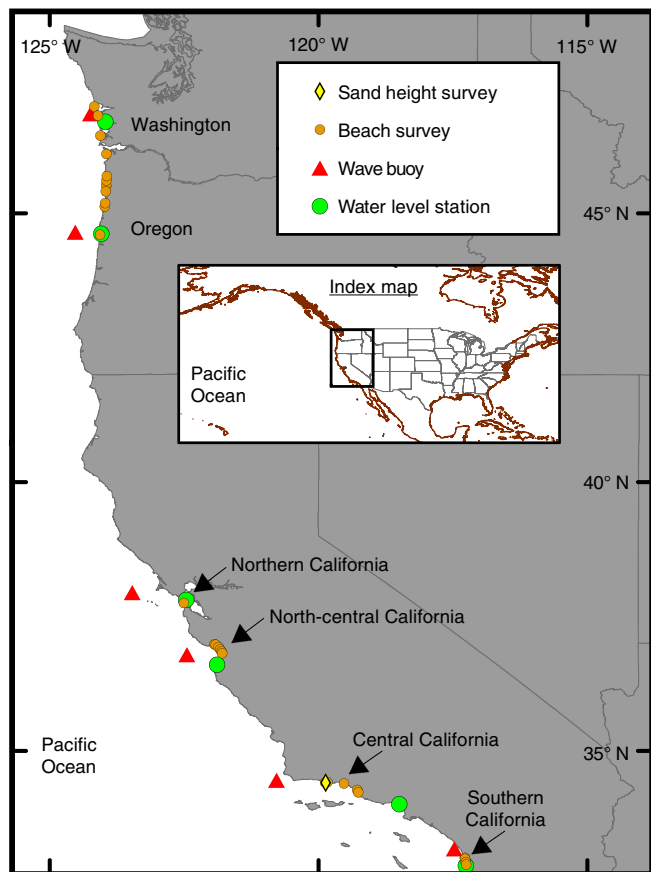 125° W
120° W
115° W
Sand height survey
Beach survey
Wave buoy
Water level station
Washington
Oregon
45° N
Index map
Pacific
Ocean
40° N
Northern California
North-central California
Central California
35° N
Pacific
Ocean
Southern
California